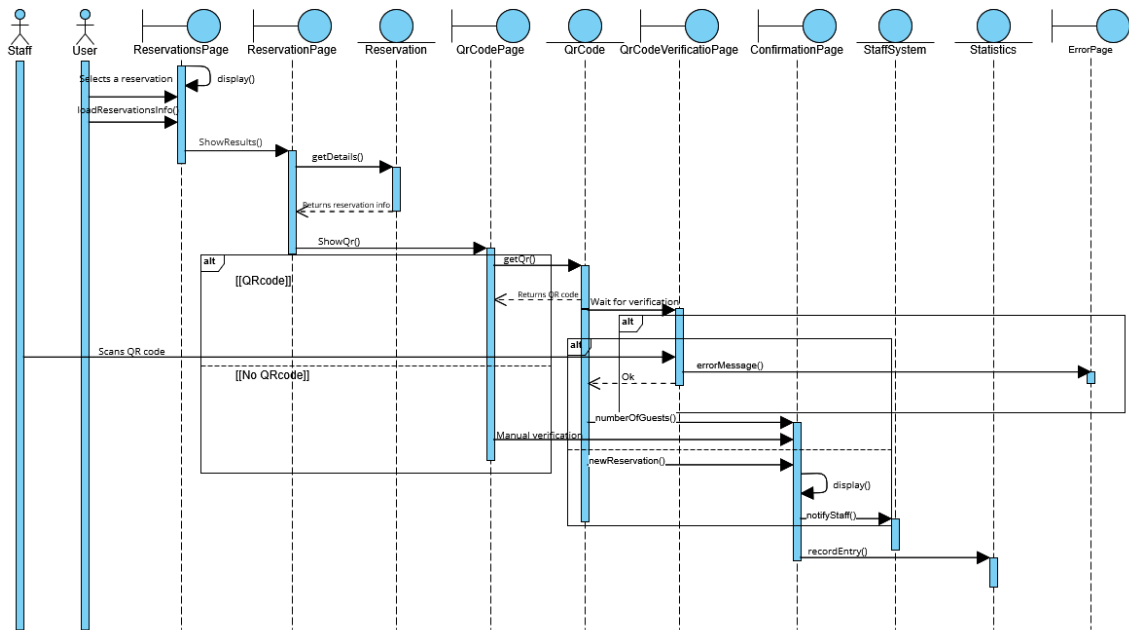 Staff
User
ReservationsPage
ReservationPage
Reservation
QrCodePage
QrCode
QrCodeVerificatioPage
ConfirmationPage
StaffSystem
Statistics
ErrorPage
display()
Selects a reservation
loadReservationsInfo()
ShowResults()
getDetails()
Returns reservation info
ShowQr()
alt
getQr()
[[QRcode]]
Returns QR code
Wait for verification
alt
alt
Scans QR code
errorMessage()
[[No QRcode]]
Ok
numberOfGuests()
Manual verification
newReservation()
display()
notifyStaff()
recordEntry()